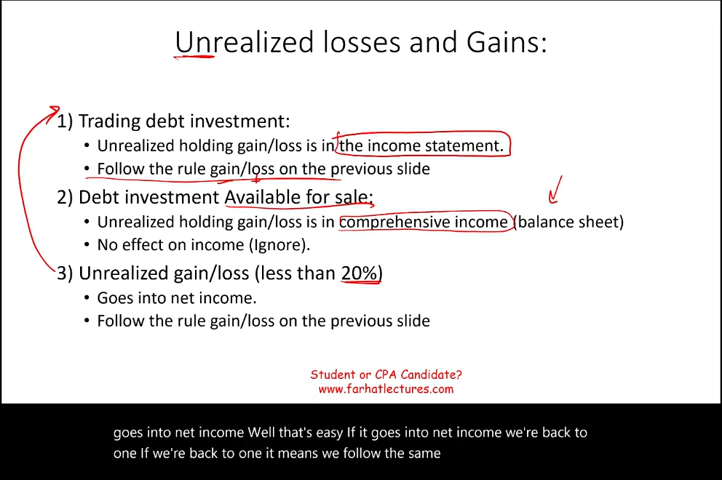 Unrealized losses and Gains:
1) Trading debt investment:
• Unrealized holding gain/loss is in the income statement.
• Follow the rule gain/loss on the previous slide
2) Debt investment Available for sale:
• Unrealized holding gain/loss is in comprehensive income (balance sheet)
• No effect on income (Ignore).
3) Unrealized gain/loss (less than 20%)
• Goes into net income.
• Follow the rule gain/loss on the previous slide
Student or CPA Candidate?
www.farhatlectures.com
goes into net income Well that's easy If it goes into net income we're back to
one If we're back to one it means we follow the same